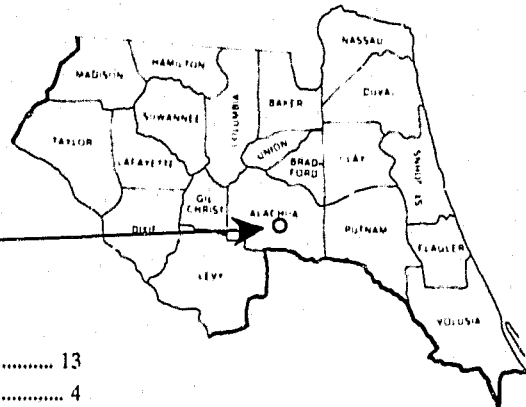 NASSAU
HAMILTON
MADISON
DUVAL
BAKER
COLUMBIA
SUWANNEE
TAYLOR
UNION
LAFAYETTE
BRAD-
FORD
CLAY
ST JOHNS
GIL
CHRIST
ALACHUA
DIXIE
PUTNAM
FLAGLER
LEVY
VOLUSIA
............ 13
............ 4